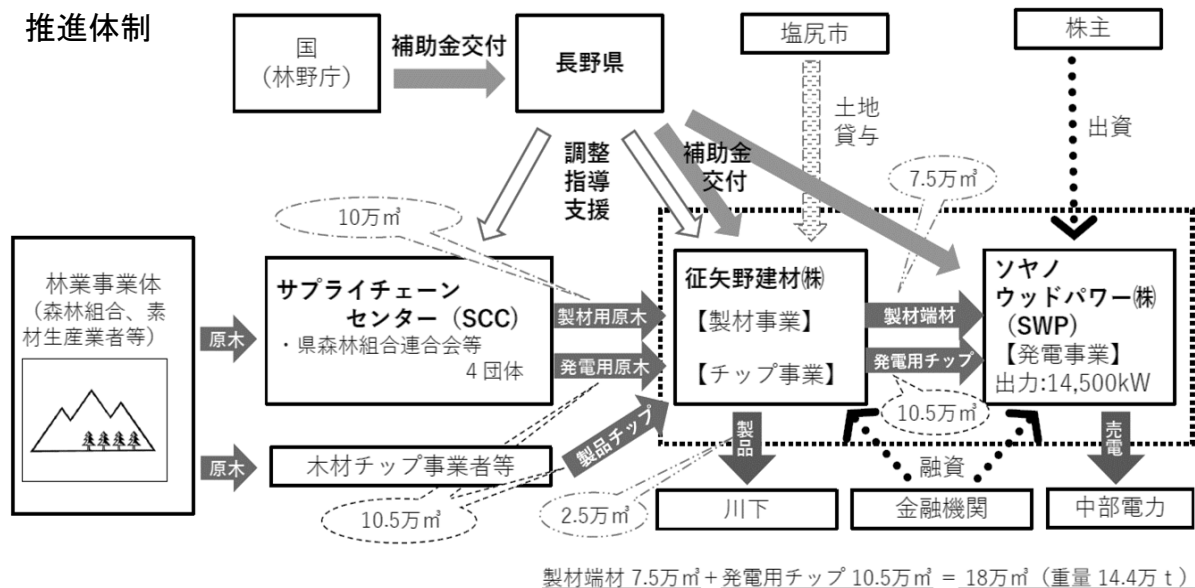 推進体制
国
（林野庁）
補助金交付
長野県
塩尻市
株主
土地
貸与
出資
調整
指導
支援
補助金
交付
7.5万㎥
10万㎥
林業事業体
（森林組合、素
材生産業者等）
原木
原木
サプライチェーン
センター（SCC）
・県森林組合連合会等
4 団体
製材用原木
発電用原木
木材チップ事業者等
製品チップ
10.5万㎥
征矢野建材㈱
【製材事業】
【チップ事業】
製材端材
発電用チップ
10.5万㎥
ソヤノ
ウッドパワー㈱
（SWP）
【発電事業】
出力:14,500kW
製品
2.5万㎥
川下
融資
金融機関
売電
中部電力
製材端材 7.5万㎥＋発電用チップ 10.5万㎥ = 18万㎥（重量 14.4万ｔ）